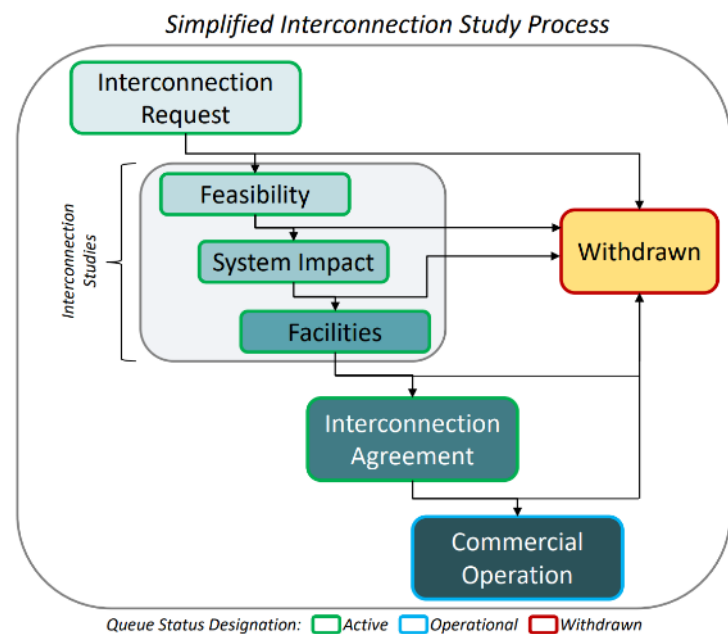 Simplified Interconnection Study Process
Interconnection
Request
Interconnection
Studies
Feasibility
System Impact
Facilities
Withdrawn
Interconnection
Agreement
Commercial
Operation
Queue Status Designation: Active Operational Withdrawn